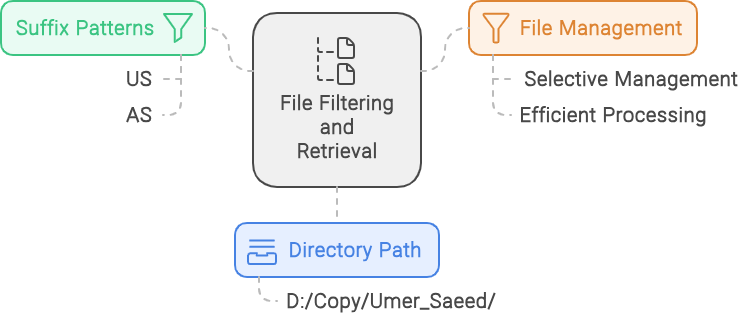 Suffix Patterns
US
AS
File Filtering
and
Retrieval
File Management
Selective Management
Efficient Processing
Directory Path
D:/Copy/Umer_Saeed/